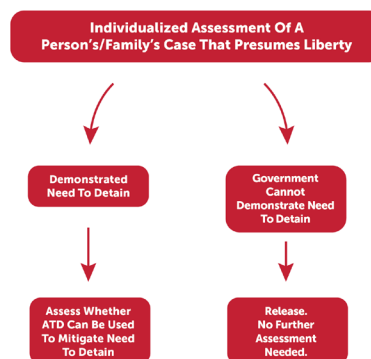 Individualized Assessment Of A
Person's/Family's Case That Presumes Liberty
Demonstrated
Need To Detain
Government
Cannot
Demonstrate Need
To Detain
Assess Whether
ATD Can Be Used
To Mitigate Need
To Detain
Release.
No Further
Assessment
Needed.